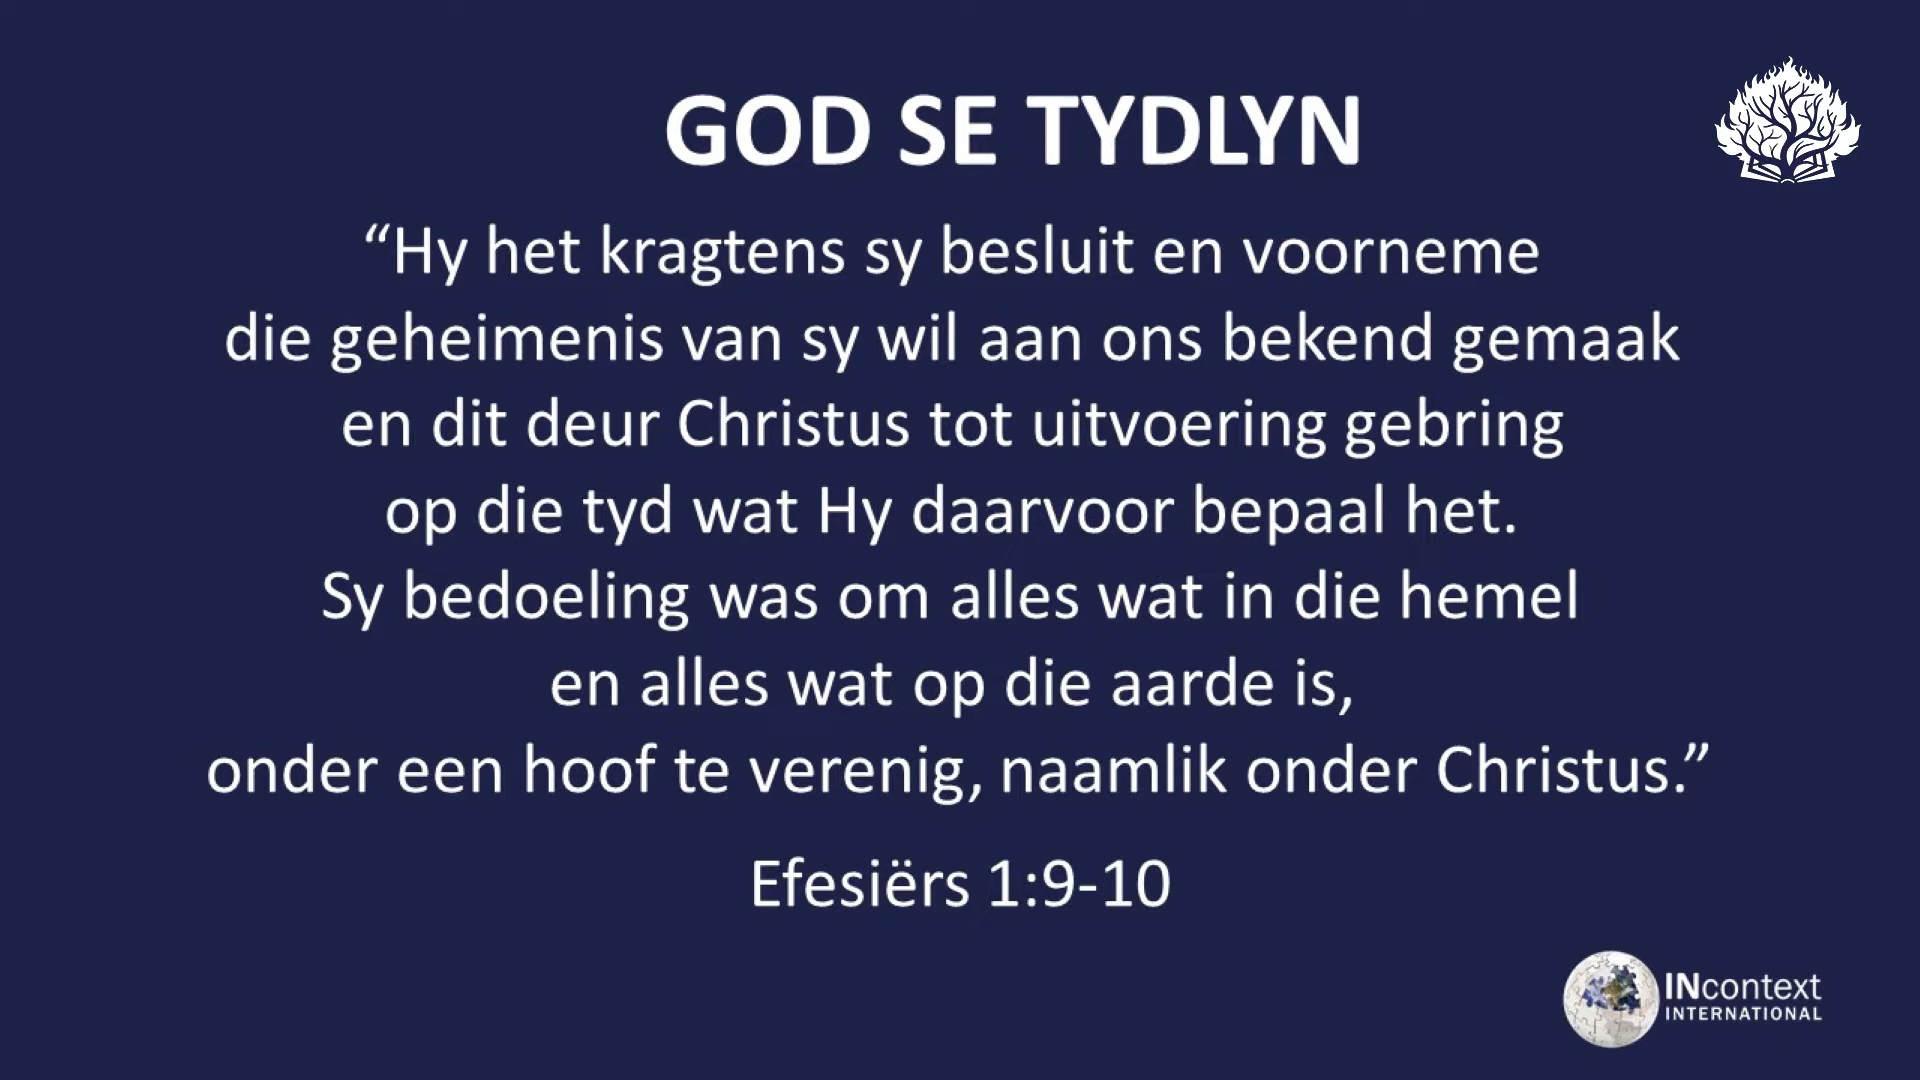 GOD SE TYDLYN
“Hy het kragtens sy besluit en voorneme
die geheimenis van sy wil aan ons bekend gemaak
en dit deur Christus tot uitvoering gebring
op die tyd wat Hy daarvoor bepaal het.
Sy bedoeling was om alles wat in die hemel
en alles wat op die aarde is,
onder een hoof te verenig, naamlik onder Christus.”
Efesiërs 1:9-10
INcontext
INTERNATIONAL